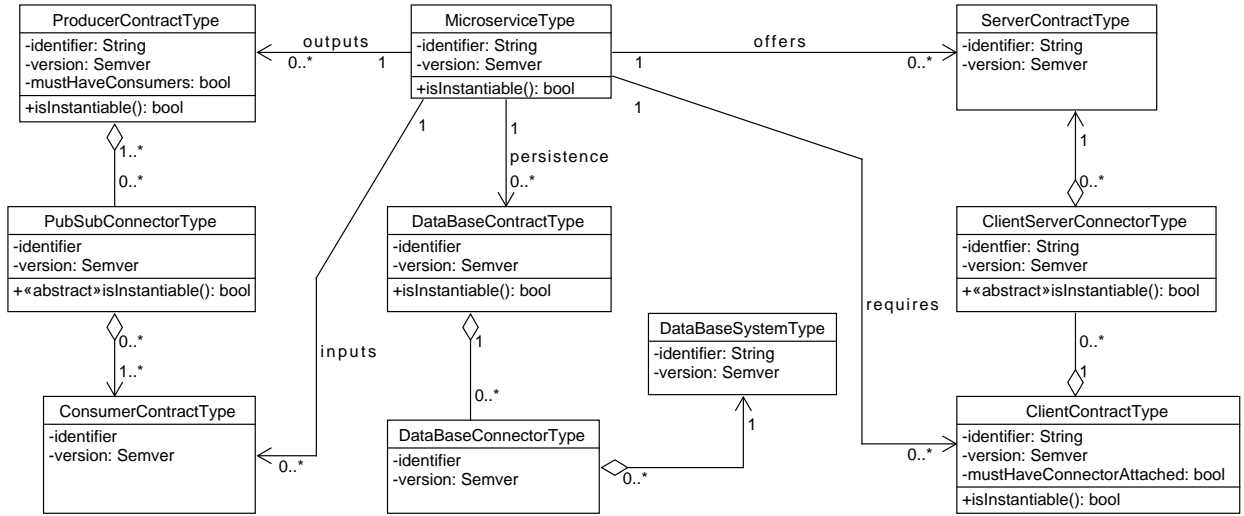 ProducerContractType
-identifier: String
-version: Semver
-mustHaveConsumers: bool
+isInstantiable(): bool
outputs
0..*
1
MicroserviceType
-identifier: String
-version: Semver
+isInstantiable(): bool
offers
1
0..*
ServerContractType
-identifier: String
-version: Semver
1..*
0..*
1
1
persistence
0..*
1
1
0..*
PubSubConnectorType
-identifier
-version: Semver
+«abstract»isInstantiable(): bool
DataBaseContractType
-identifier
-version: Semver
+isInstantiable(): bool
ClientServerConnectorType
-identfier: String
-version: Semver
+«abstract»isInstantiable(): bool
0..*
1..*
inputs
0..*
1
0..*
DataBaseSystemType
-identifier: String
-version: Semver
requires
0..*
0..*
1
ConsumerContractType
-identifier
-version: Semver
DataBaseConnectorType
-identifier
-version: Semver
0..*
1
ClientContractType
-identifier: String
-version: Semver
-mustHaveConnectorAttached: bool
+isInstantiable(): bool